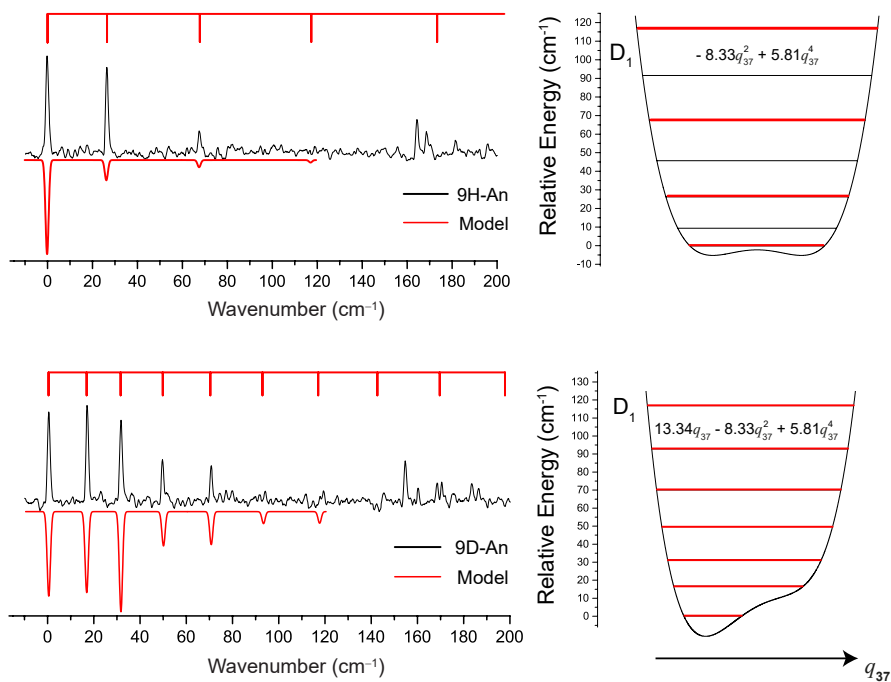 9H-An
Model
0 20 40 60 80 100 120 140 160 180 200
Wavenumber (cm⁻¹)
Relative Energy (cm⁻¹)
120
110
100
90
80
70
60
50
40
30
20
10
0
-10
D₁
- 8.33q₃₇² + 5.81q₃₇⁴
9D-An
Model
0 20 40 60 80 100 120 140 160 180 200
Wavenumber (cm⁻¹)
Relative Energy (cm⁻¹)
130
120
110
100
90
80
70
60
50
40
30
20
10
0
D₁
13.34q₃₇ - 8.33q₃₇² + 5.81q₃₇⁴
q₃₇